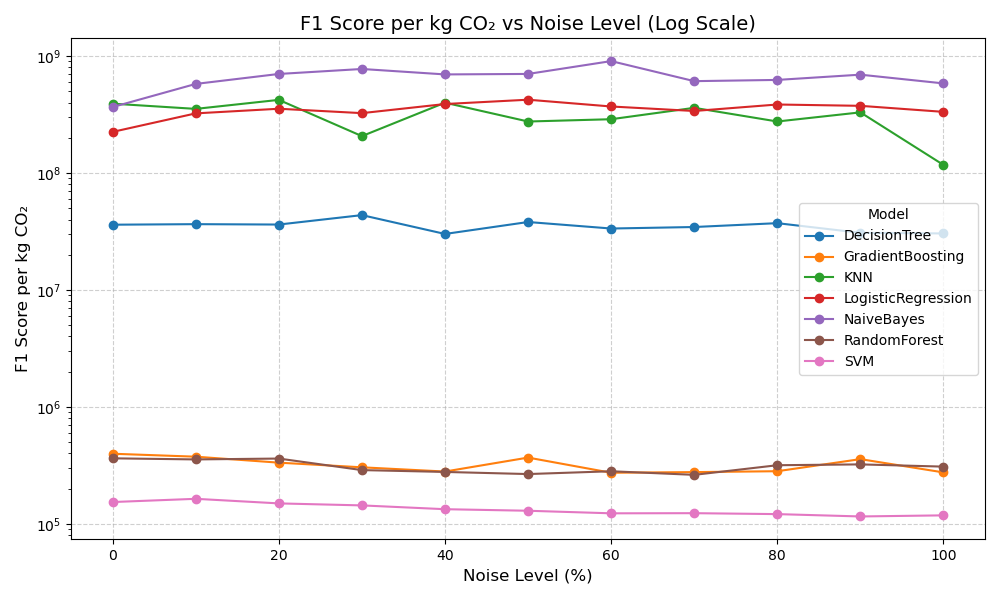 F1 Score per kg CO₂ vs Noise Level (Log Scale)
F1 Score per kg CO₂
10⁹
10⁸
10⁷
10⁶
10⁵
Model
DecisionTree
GradientBoosting
KNN
LogisticRegression
NaiveBayes
RandomForest
SVM
0 20 40 60 80 100
Noise Level (%)